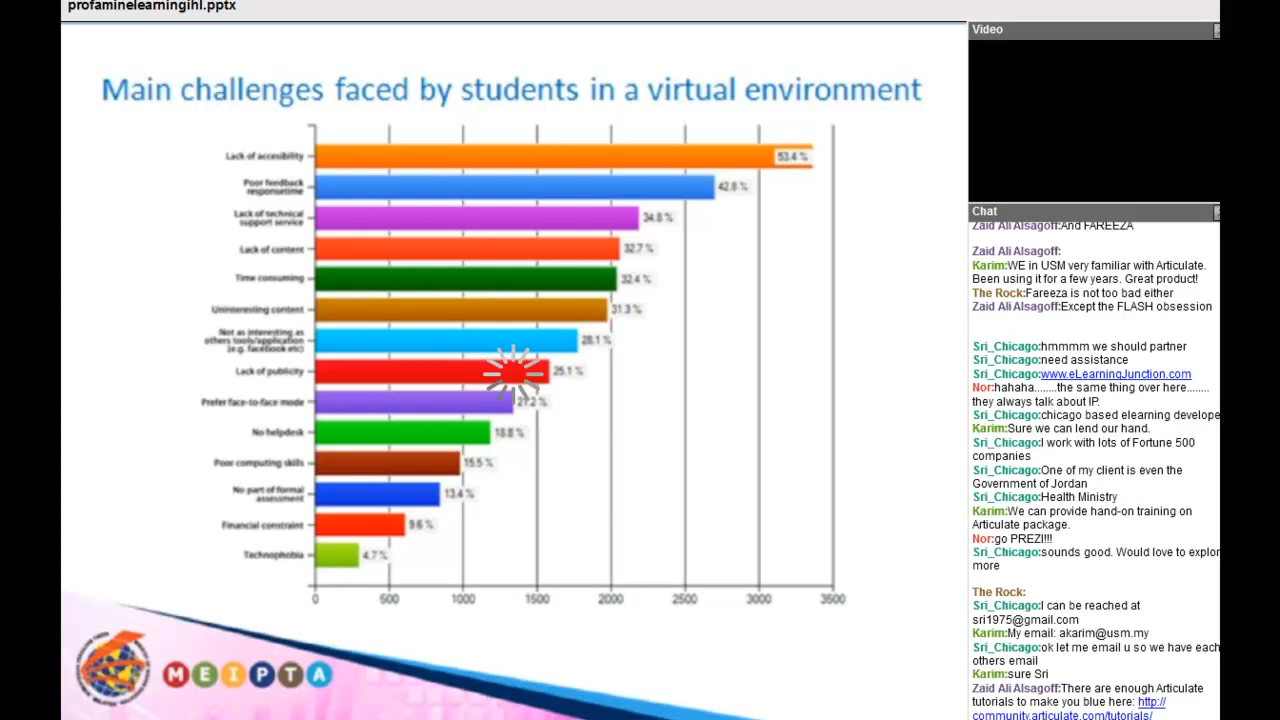 profaminelearningihl.pptx
Main challenges faced by students in a virtual environment
Lack of accesibility
53.4 %
Poor feedback
responsetime
42.8 %
Lack of technical
support service
34.8 %
Lack of content
32.7 %
Time consuming
32.4 %
Uninteresting content
31.3 %
Not as interesting as
others tools/application
(e.g. facebook etc)
28.1 %
Lack of publicity
25.1 %
Prefer face-to-face mode
21.2 %
No helpdesk
18.8 %
Poor computing skills
15.5 %
No part of formal
assessment
13.4 %
Financial constraint
9.6 %
Technophobia
4.7 %
0 500 1000 1500 2000 2500 3000 3500
MEIPTA
Video
Chat
Zaid Ali Alsagoff:And FAREEZA
Zaid Ali Alsagoff:
Karim:WE in USM very familiar with Articulate.
Been using it for a few years. Great product!
The Rock:Fareeza is not too bad either
Zaid Ali Alsagoff:Except the FLASH obsession
Sri_Chicago:hmmmm we should partner
Sri_Chicago:need assistance
Sri_Chicago:www.eLearningJunction.com
Nor:hahaha........the same thing over here........
they always talk about IP.
Sri_Chicago:chicago based elearning develope
Karim:Sure we can lend our hand.
Sri_Chicago:I work with lots of Fortune 500
companies
Sri_Chicago:One of my client is even the
Government of Jordan
Sri_Chicago:Health Ministry
Karim:We can provide hand-on training on
Articulate package.
Nor:go PREZI!!!
Sri_Chicago:sounds good. Would love to explor
more
The Rock:
Sri_Chicago:I can be reached at
sri1975@gmail.com
Karim:My email: akarim@usm.my
Sri_Chicago:ok let me email u so we have each
others email
Karim:sure Sri
Zaid Ali Alsagoff:There are enough Articulate
tutorials to make you blue here: http://
community.articulate.com/tutorials/